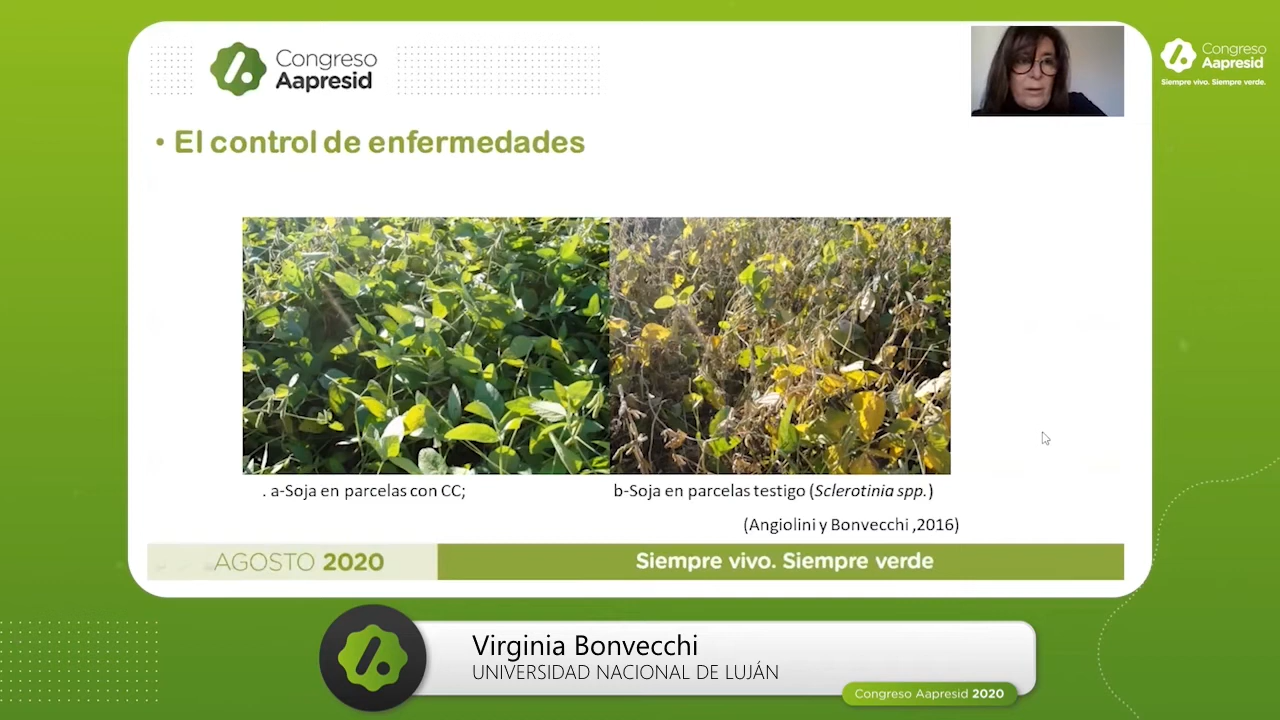 Congreso
Aapresid
Congreso
Aapresid
Siempre vivo. Siempre verde.
• El control de enfermedades
. a-Soja en parcelas con CC;
b-Soja en parcelas testigo (Sclerotinia spp.)
(Angiolini y Bonvecchi ,2016)
AGOSTO 2020
Siempre vivo. Siempre verde
Virginia Bonvecchi
UNIVERSIDAD NACIONAL DE LUJÁN
Congreso Aapresid 2020